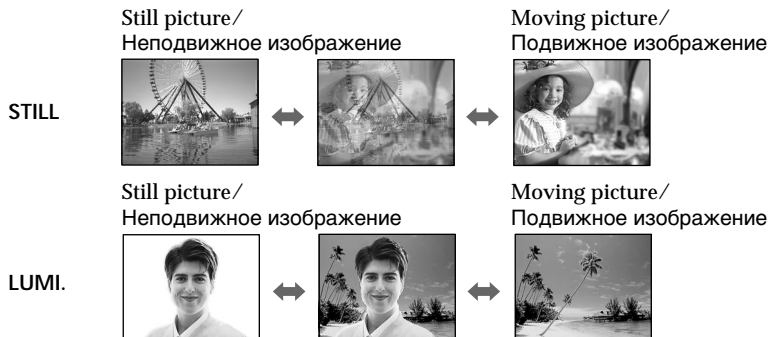 Still picture/
Неподвижное изображение
Moving picture/
Подвижное изображение
STILL
Still picture/
Неподвижное изображение
Moving picture/
Подвижное изображение
LUMI.